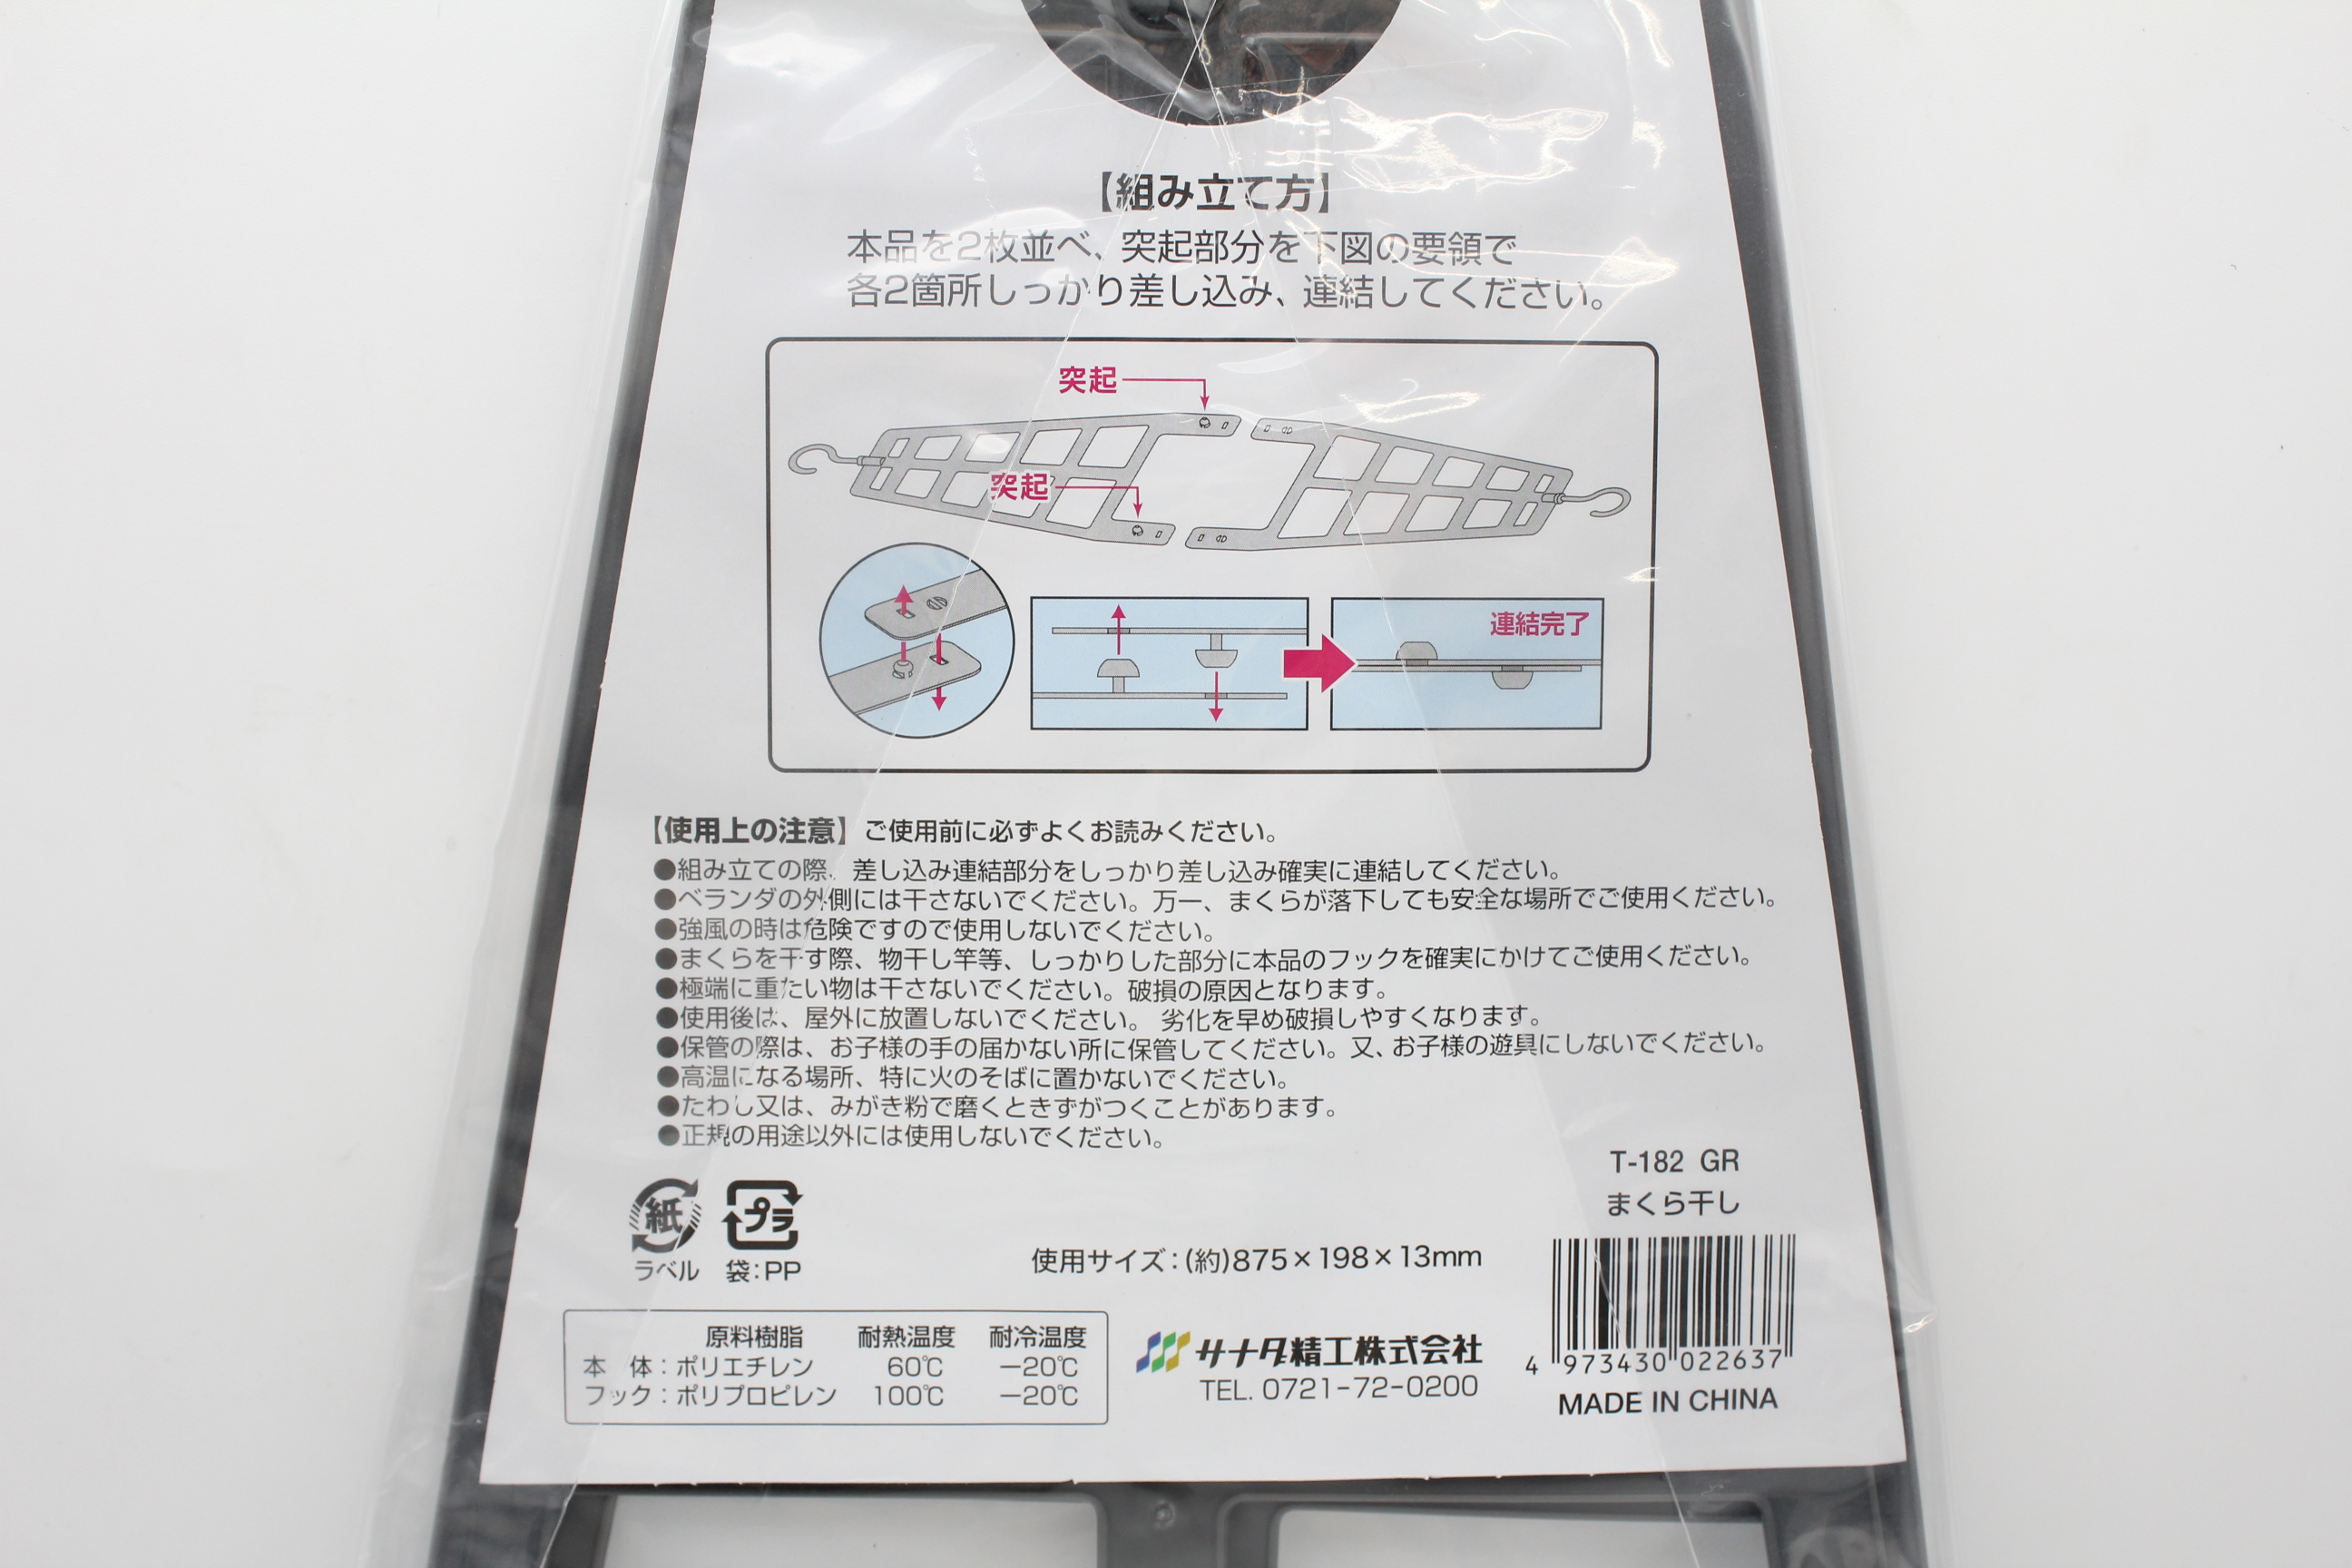 【組み立て方】
本品を2枚並べ、突起部分を下図の要領で
各2箇所しっかり差し込み、連結してください。
突起
突起
連結完了
【使用上の注意】ご使用前に必ずよくお読みください。
●組み立ての際、差し込み連結部分をしっかり差し込み確実に連結してください。
●ベランダの外側には干さないでください。万一、まくらが落下しても安全な場所でご使用ください。
●強風の時は危険ですので使用しないでください。
●まくらを干す際、物干し竿等、しっかりした部分に本品のフックを確実にかけてご使用ください。
●極端に重たい物は干さないでください。破損の原因となります。
●使用後は、屋外に放置しないでください。 劣化を早め破損しやすくなります。
●保管の際は、お子様の手の届かない所に保管してください。又、お子様の遊具にしないでください。
●高温になる場所、特に火のそばに置かないでください。
●たわし又は、みがき粉で磨くときずがつくことがあります。
●正規の用途以外には使用しないでください。
T-182 GR
まくら干し
紙
プラ
ラベル 袋:PP
使用サイズ:(約)875×198×13mm
原料樹脂 耐熱温度 耐冷温度
本 体:ポリエチレン 60℃ −20℃
フック:ポリプロピレン 100℃ −20℃
サナダ精工株式会社
TEL. 0721-72-0200
4 973430 022637
MADE IN CHINA